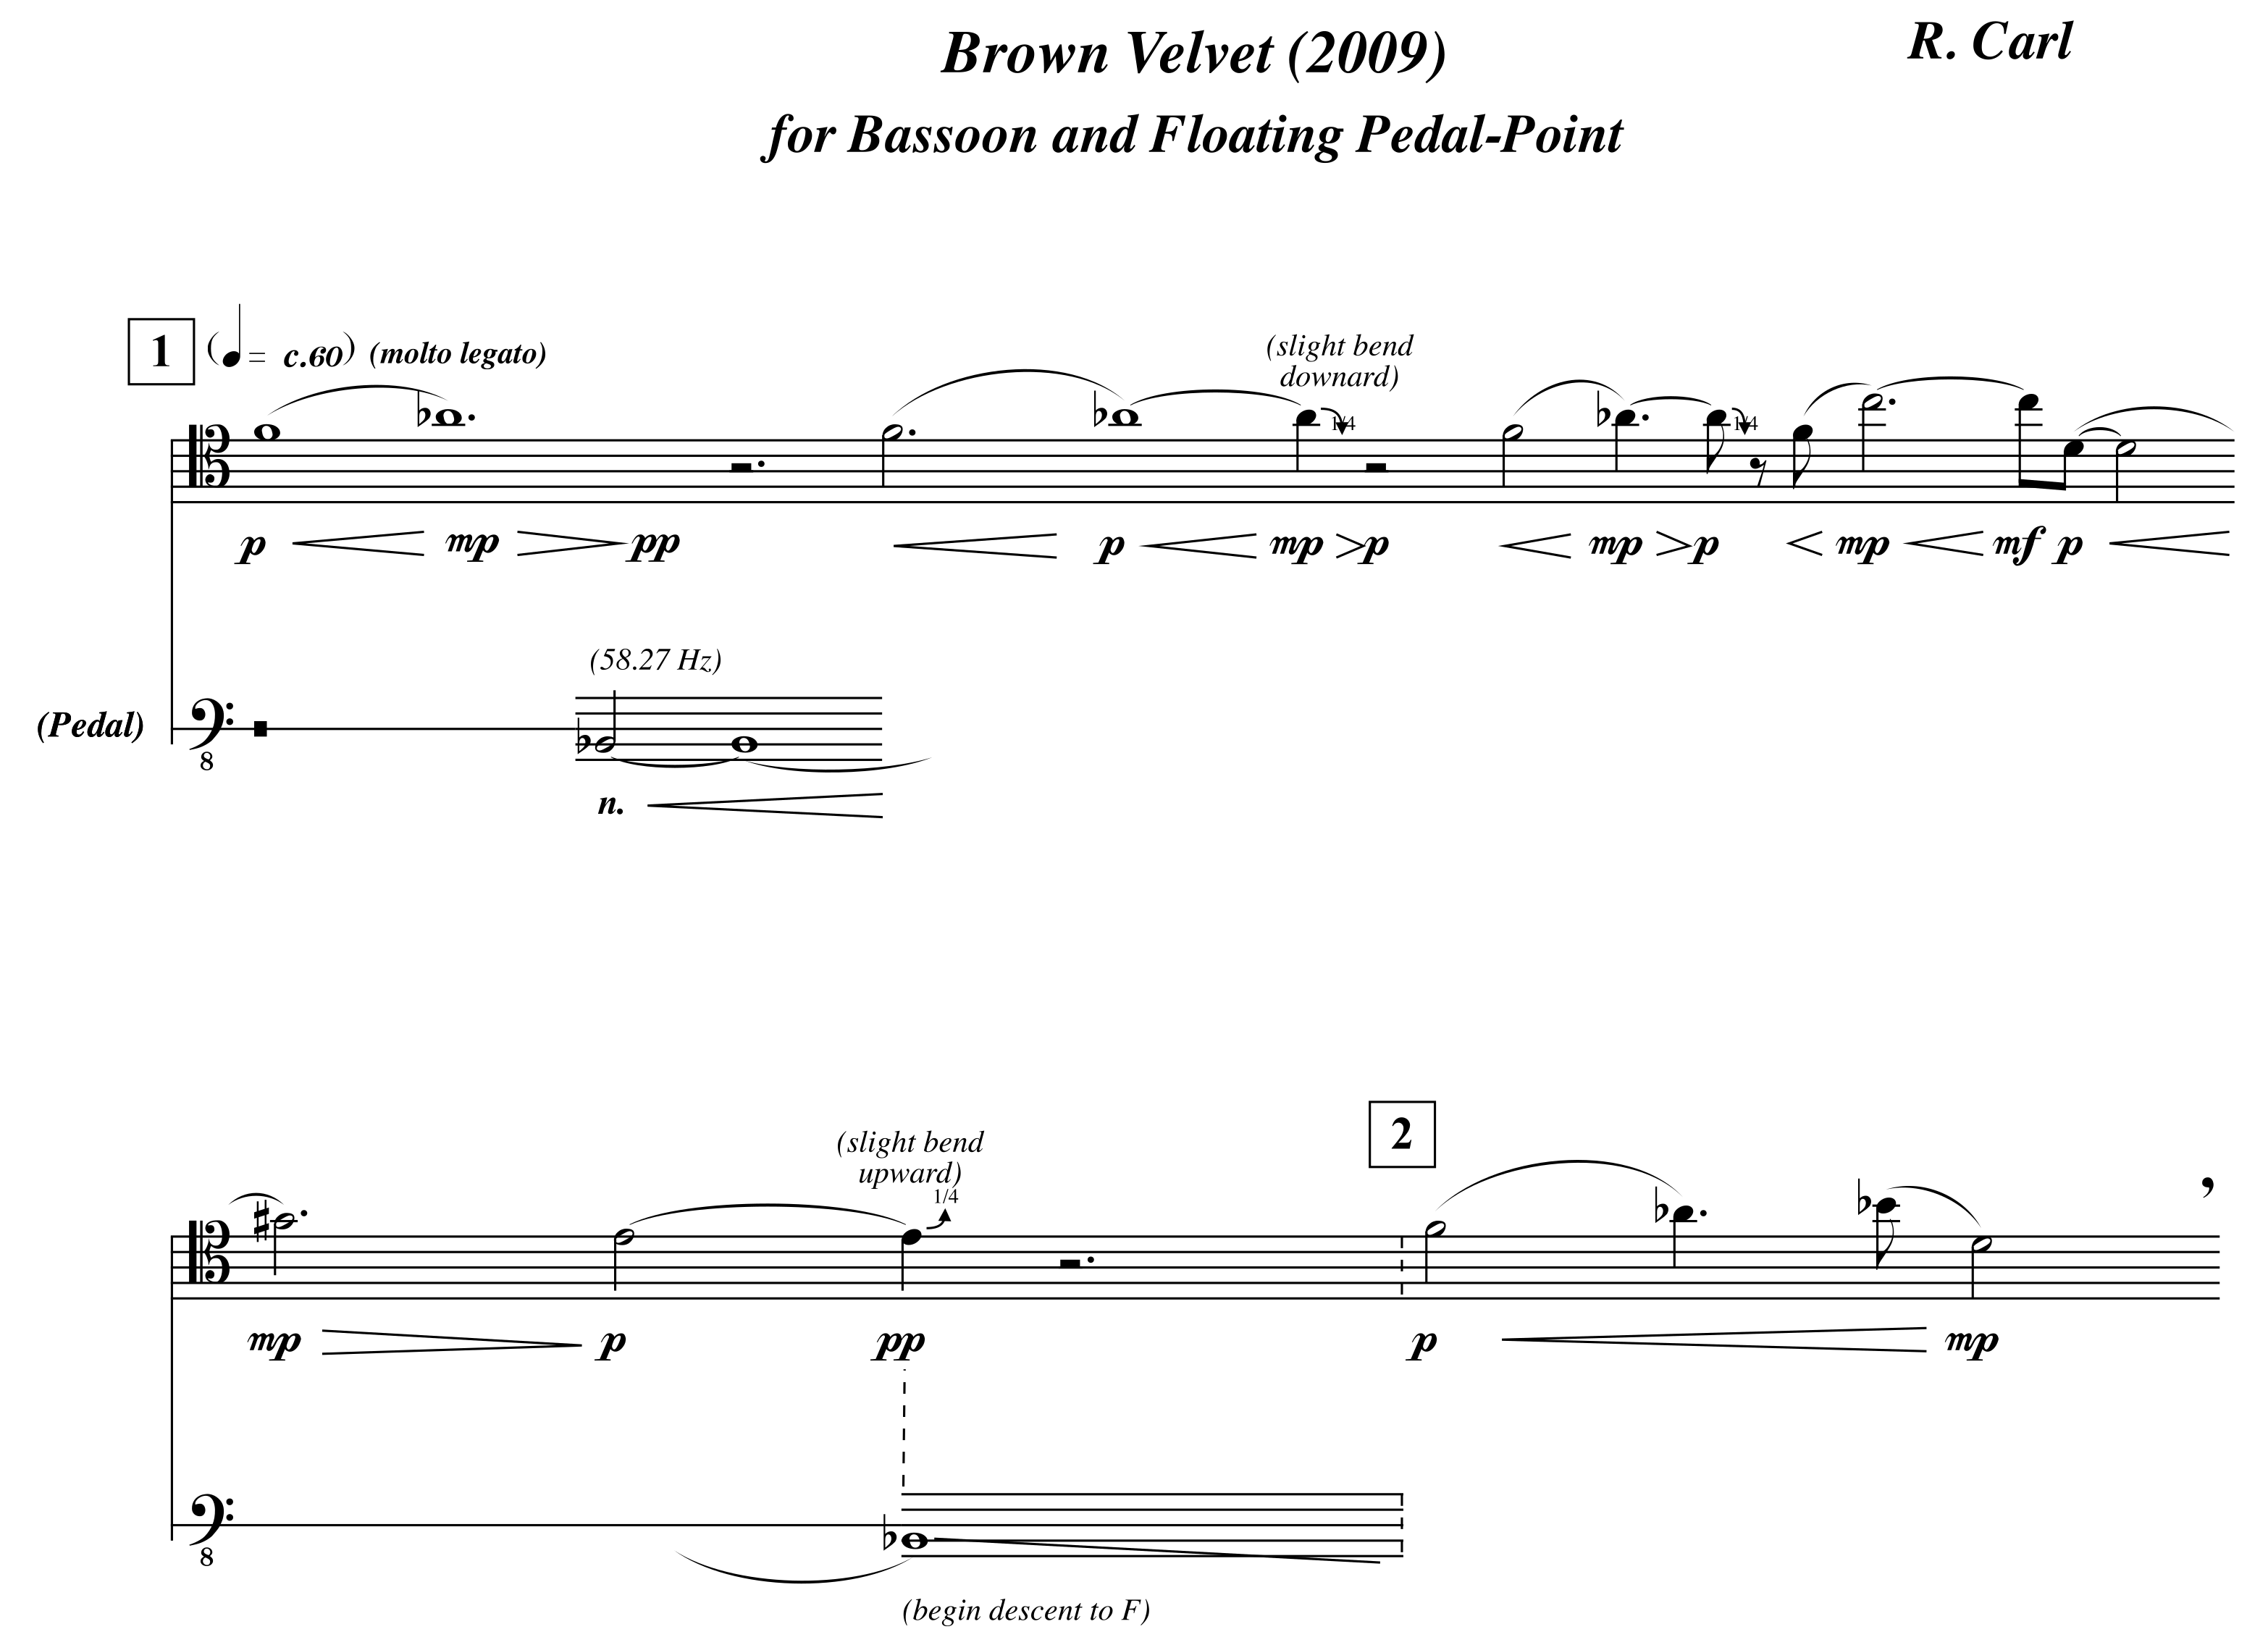 Brown Velvet (2009)
R. Carl
for Bassoon and Floating Pedal-Point
1 (♩= c.60) (molto legato)
(slight bend
downard)
1/4 1/4
p mp pp p mp p mp p mp mf p
(58.27 Hz)
(Pedal)
8
n.
2
(slight bend
upward)
1/4
mp p pp p mp
8
(begin descent to F)